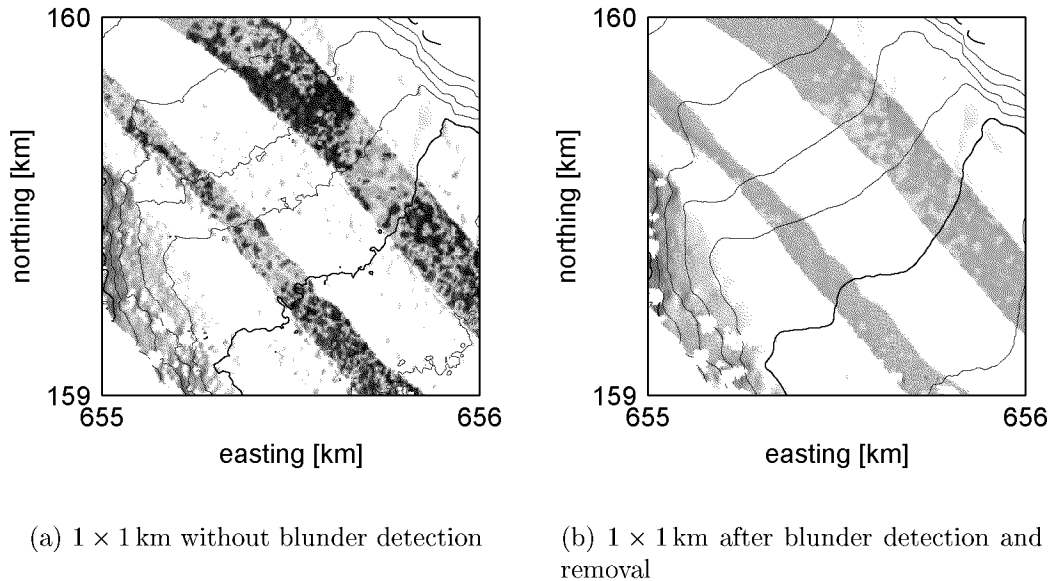 160
northing [km]
159
655
656
easting [km]
(a) 1 × 1 km without blunder detection
160
northing [km]
159
655
656
easting [km]
(b) 1 × 1 km after blunder detection and
removal